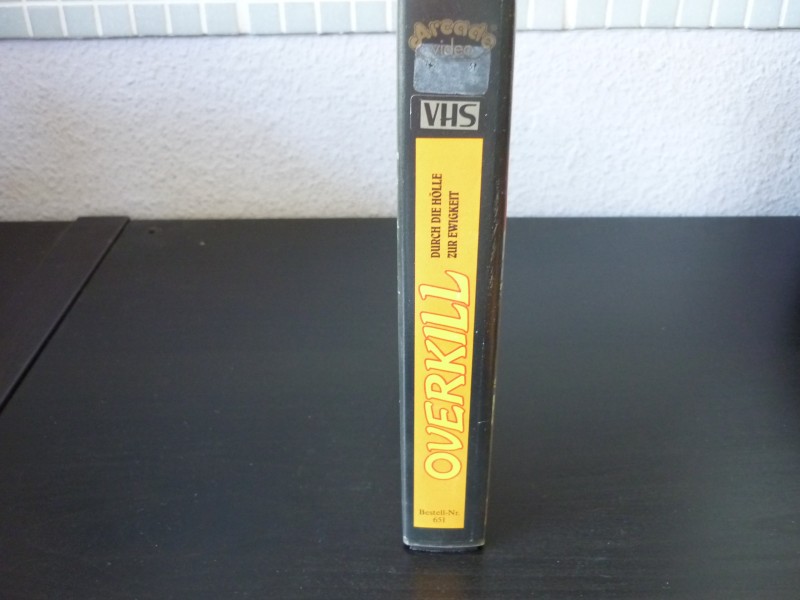 Arcade
video
VHS
OVERKILL
DURCH DIE HÖLLE
ZUR EWIGKEIT
Bestell-Nr.
651